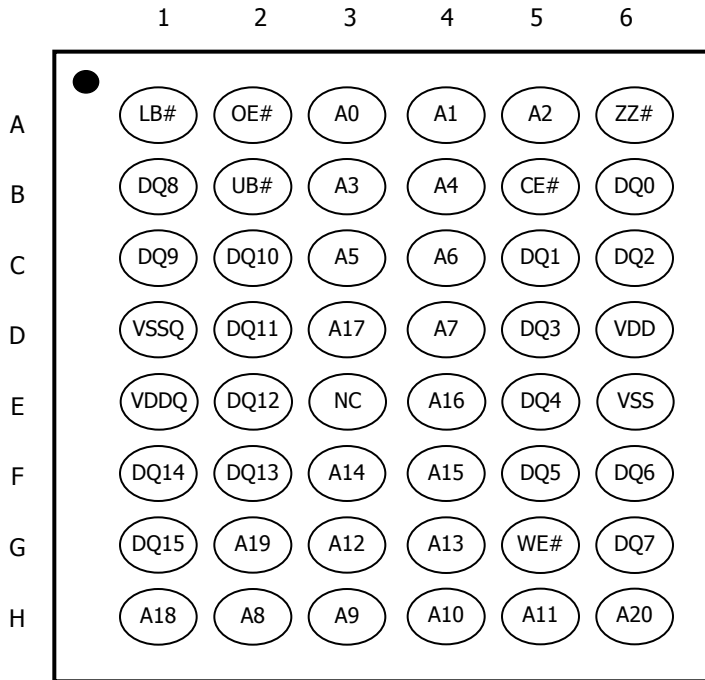 1 2 3 4 5 6
A LB# OE# A0 A1 A2 ZZ#
B DQ8 UB# A3 A4 CE# DQ0
C DQ9 DQ10 A5 A6 DQ1 DQ2
D VSSQ DQ11 A17 A7 DQ3 VDD
E VDDQ DQ12 NC A16 DQ4 VSS
F DQ14 DQ13 A14 A15 DQ5 DQ6
G DQ15 A19 A12 A13 WE# DQ7
H A18 A8 A9 A10 A11 A20